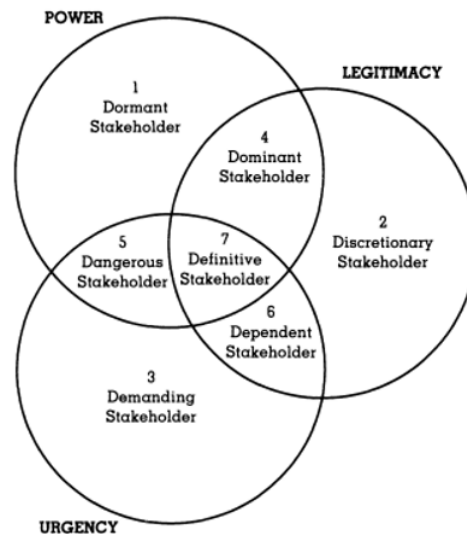 POWER
LEGITIMACY
1
Dormant
Stakeholder
4
Dominant
Stakeholder
2
Discretionary
Stakeholder
5
Dangerous
Stakeholder
7
Definitive
Stakeholder
6
Dependent
Stakeholder
3
Demanding
Stakeholder
URGENCY